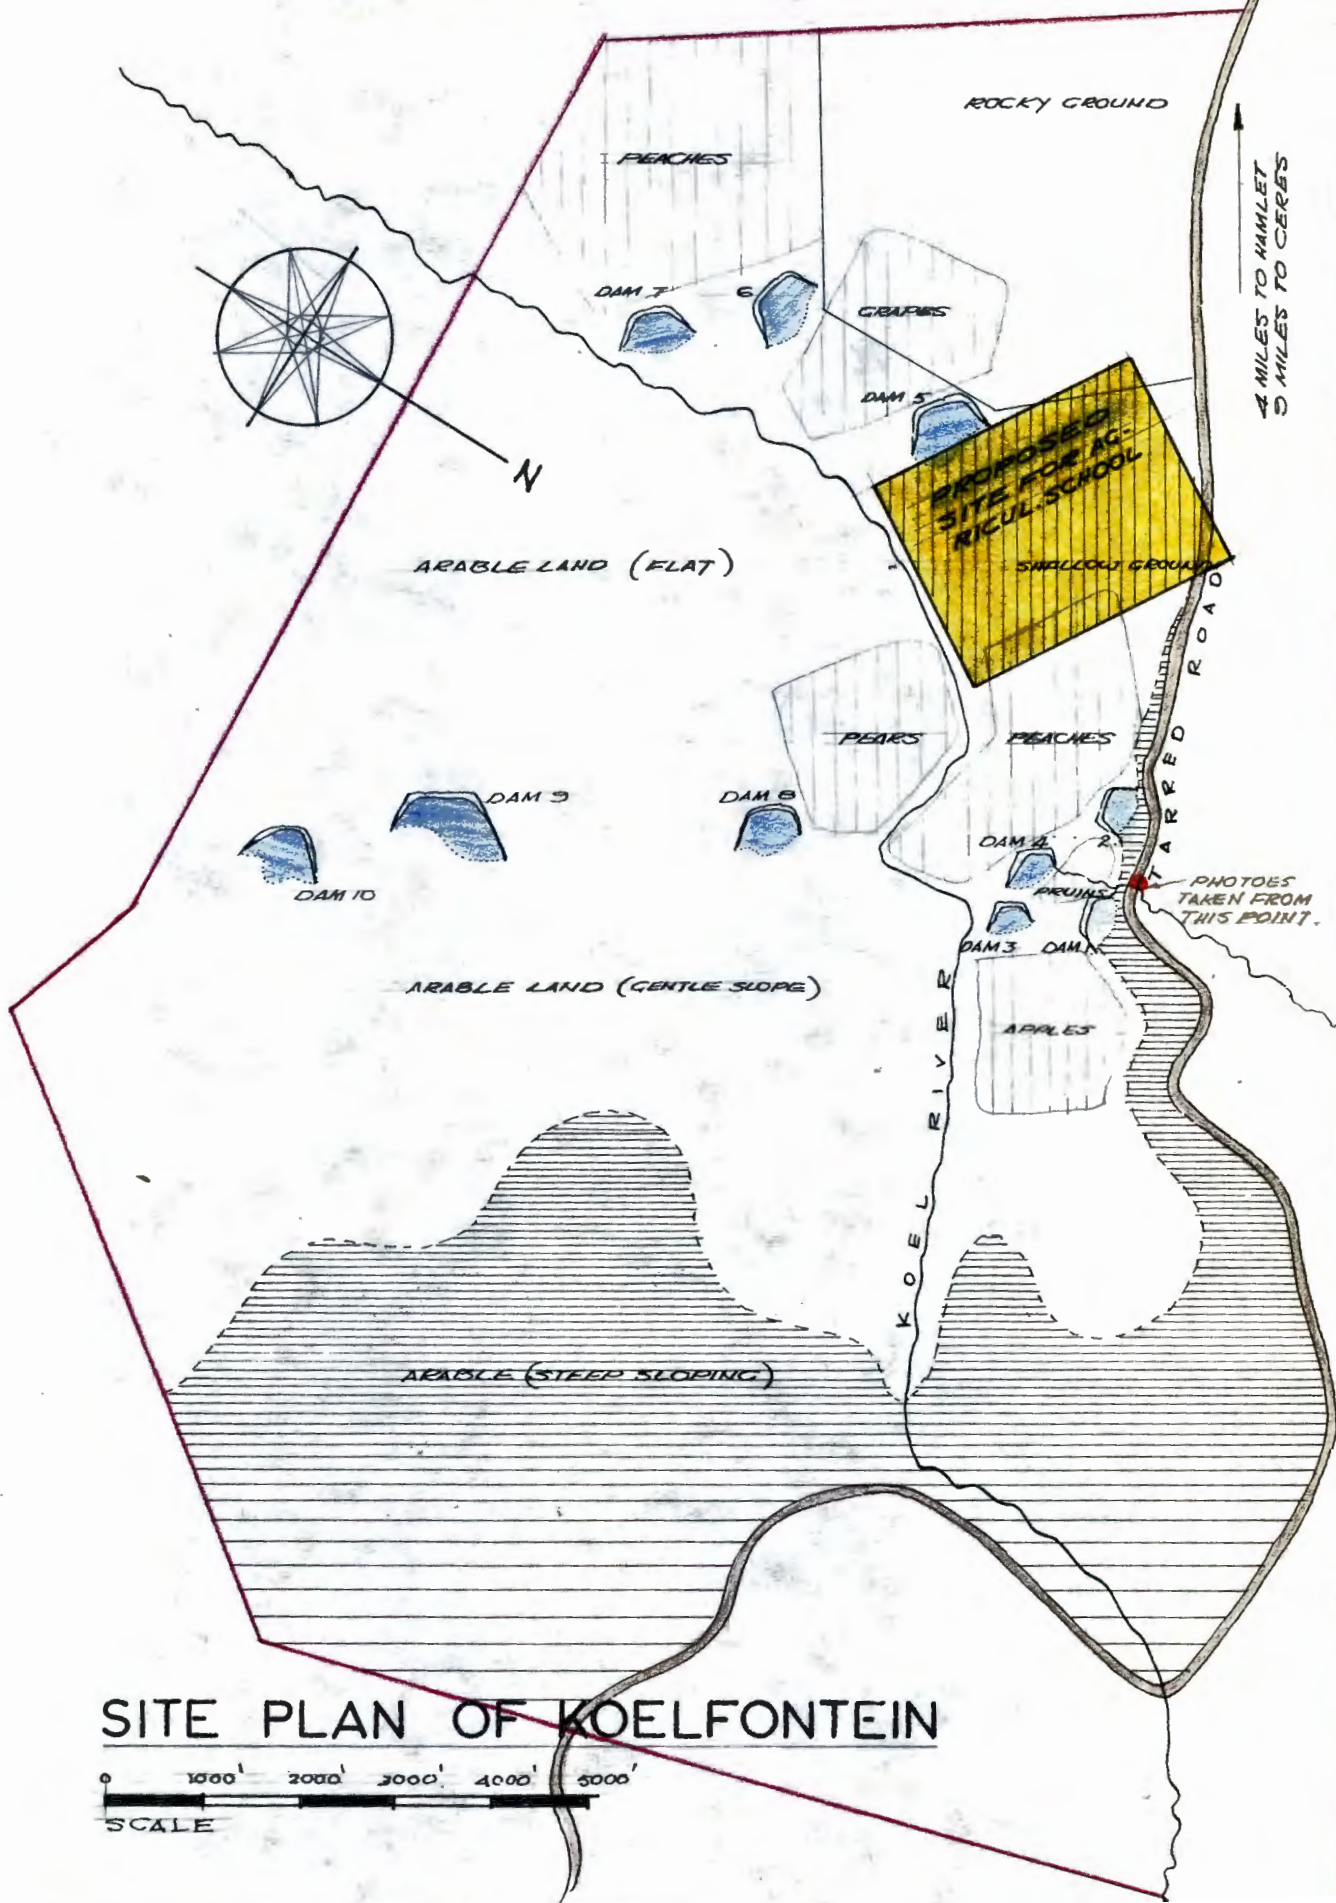 ROCKY GROUND
4 MILES TO HAMLET
9 MILES TO CERES
PEACHES
DAM 7
6
GRAPES
DAM 5
PROPOSED
SITE FOR AG-
RICUL. SCHOOL
SHALLOW GROUND
N
ARABLE LAND (FLAT)
TARRED ROAD
PEARS
PEACHES
DAM 9
DAM 8
DAM 4
2
DAM 10
PRUINS
PHOTOES
TAKEN FROM
THIS POINT.
DAM 3
DAM 1
ARABLE LAND (GENTLE SLOPE)
APPLES
KOEL RIVER
ARABLE (STEEP SLOPING)
SITE PLAN OF KOELFONTEIN
0 1000' 2000' 3000' 4000' 5000'
SCALE